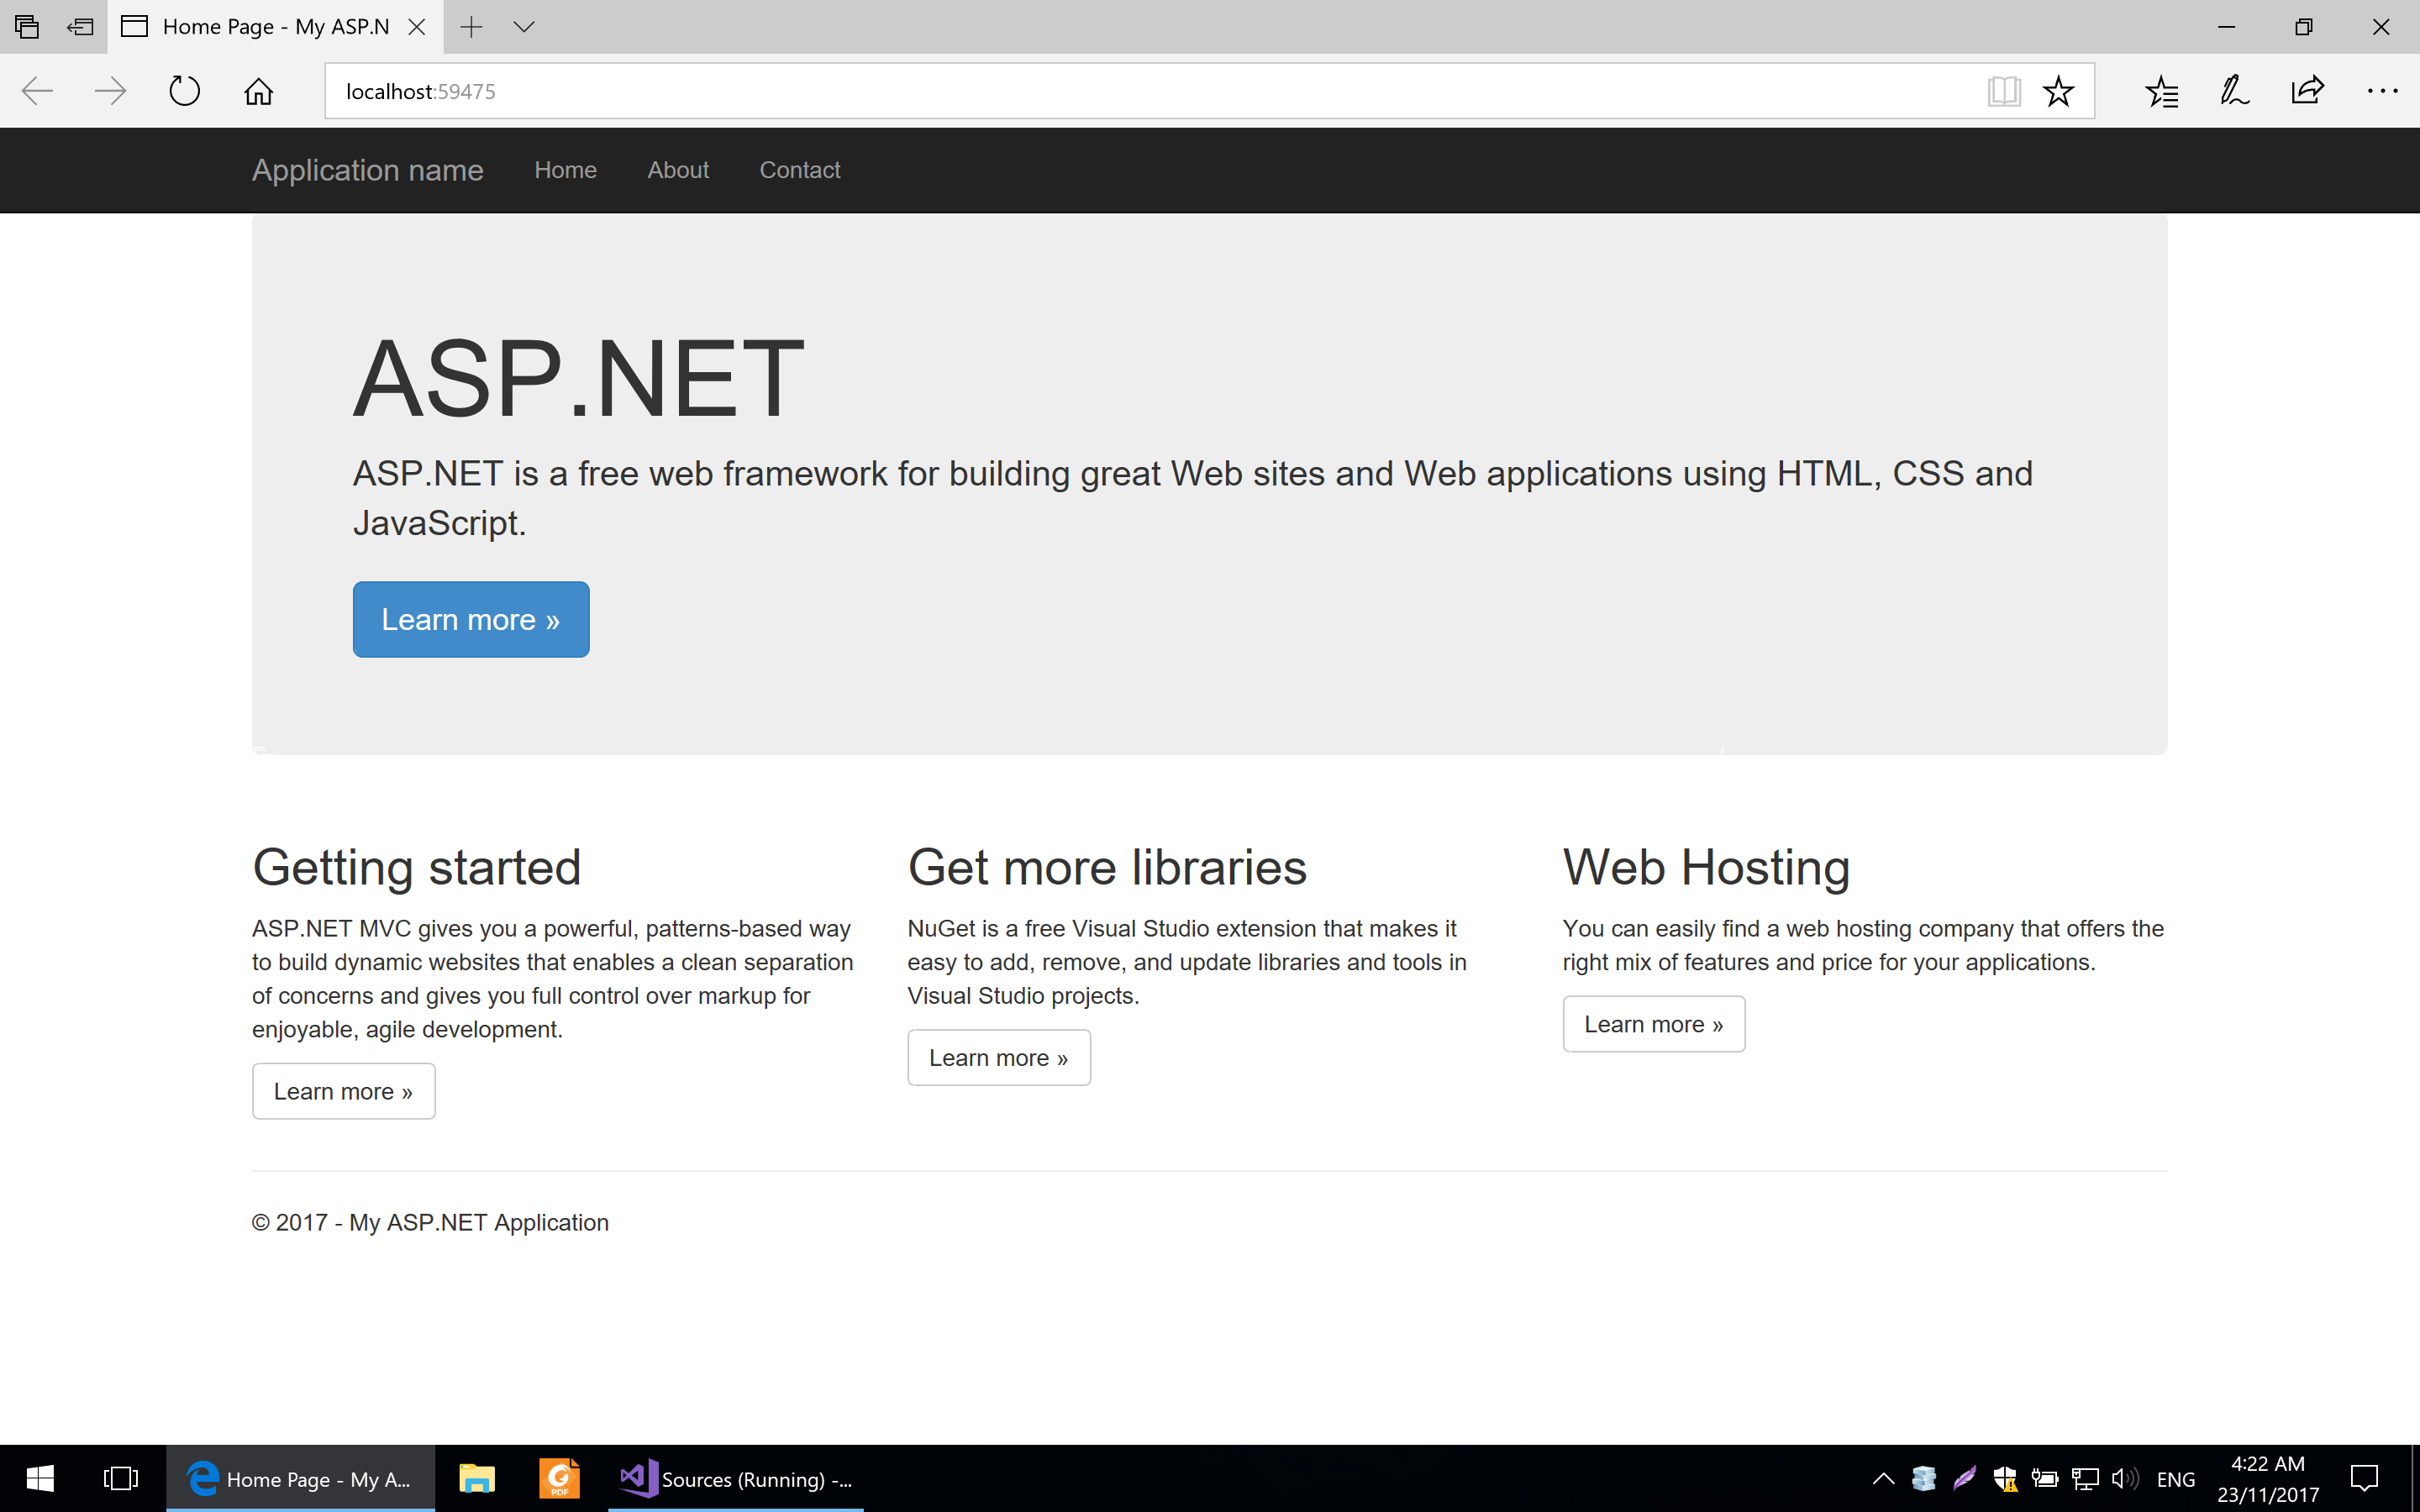 Home Page - My ASP.N
localhost:59475
Application name Home About Contact
ASP.NET
ASP.NET is a free web framework for building great Web sites and Web applications using HTML, CSS and
JavaScript.
Learn more »
Getting started
ASP.NET MVC gives you a powerful, patterns-based way
to build dynamic websites that enables a clean separation
of concerns and gives you full control over markup for
enjoyable, agile development.
Learn more »
Get more libraries
NuGet is a free Visual Studio extension that makes it
easy to add, remove, and update libraries and tools in
Visual Studio projects.
Learn more »
Web Hosting
You can easily find a web hosting company that offers the
right mix of features and price for your applications.
Learn more »
© 2017 - My ASP.NET Application
Home Page - My A...
PDF
Sources (Running) -...
ENG
4:22 AM
23/11/2017